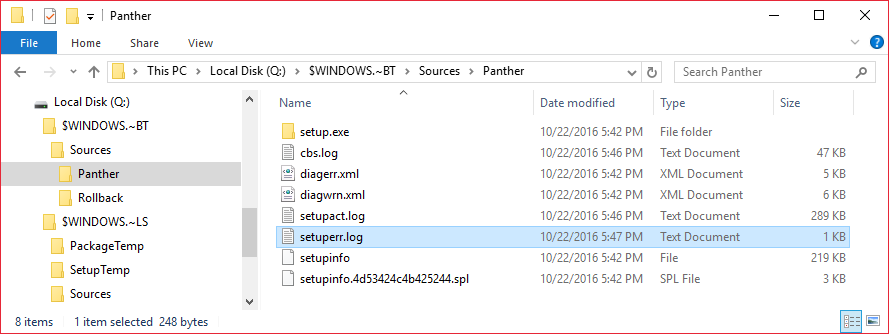 Panther
File Home Share View
This PC Local Disk (Q:) $WINDOWS.~BT Sources Panther Search Panther
Local Disk (Q:)
$WINDOWS.~BT
Sources
Panther
Rollback
$WINDOWS.~LS
PackageTemp
SetupTemp
Sources
Name Date modified Type Size
setup.exe 10/22/2016 5:42 PM File folder
cbs.log 10/22/2016 5:46 PM Text Document 47 KB
diagerr.xml 10/22/2016 5:42 PM XML Document 5 KB
diagwrn.xml 10/22/2016 5:42 PM XML Document 6 KB
setupact.log 10/22/2016 5:46 PM Text Document 289 KB
setuperr.log 10/22/2016 5:47 PM Text Document 1 KB
setupinfo 10/22/2016 5:42 PM File 219 KB
setupinfo.4d53424c4b425244.spl 10/22/2016 5:42 PM SPL File 3 KB
8 items 1 item selected 248 bytes